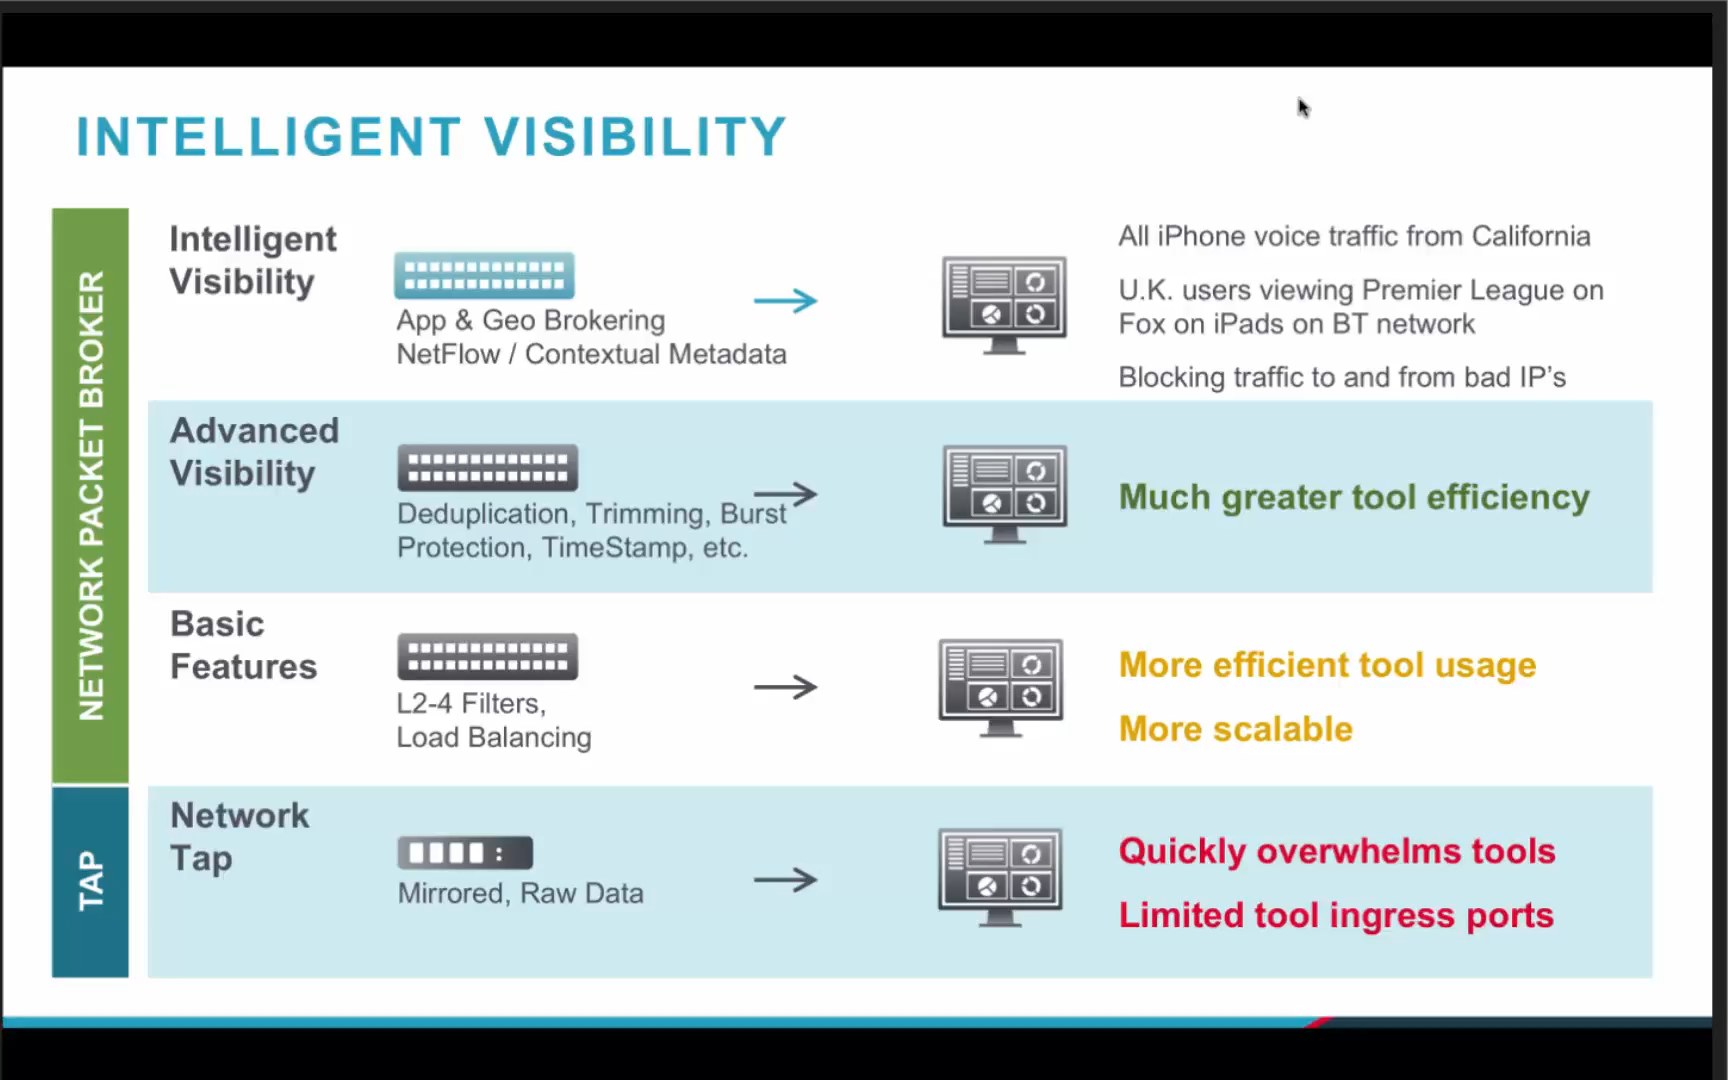 INTELLIGENT VISIBILITY
NETWORK PACKET BROKER
Intelligent
Visibility
App & Geo Brokering
NetFlow / Contextual Metadata
All iPhone voice traffic from California
U.K. users viewing Premier League on
Fox on iPads on BT network
Blocking traffic to and from bad IP's
Advanced
Visibility
Deduplication, Trimming, Burst
Protection, TimeStamp, etc.
Much greater tool efficiency
Basic
Features
L2-4 Filters,
Load Balancing
More efficient tool usage
More scalable
TAP
Network
Tap
Mirrored, Raw Data
Quickly overwhelms tools
Limited tool ingress ports